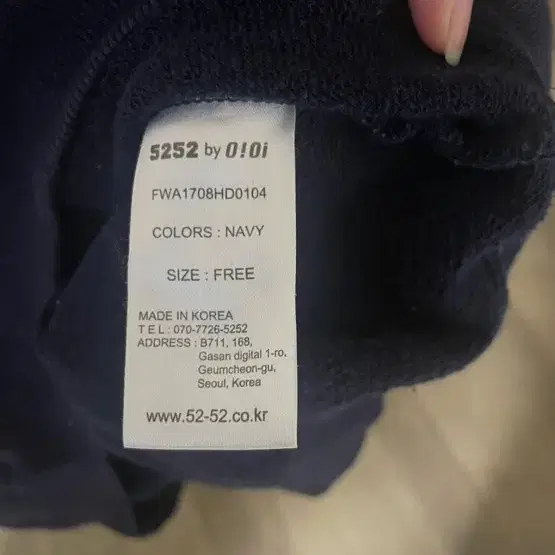 5252 by O!Oi
FWA1708HD0104
COLORS : NAVY
SIZE : FREE
MADE IN KOREA
TEL : 070-7726-5252
ADDRESS : B711, 168,
Gasan digital 1-ro,
Geumcheon-gu,
Seoul, Korea
www.52-52.co.kr